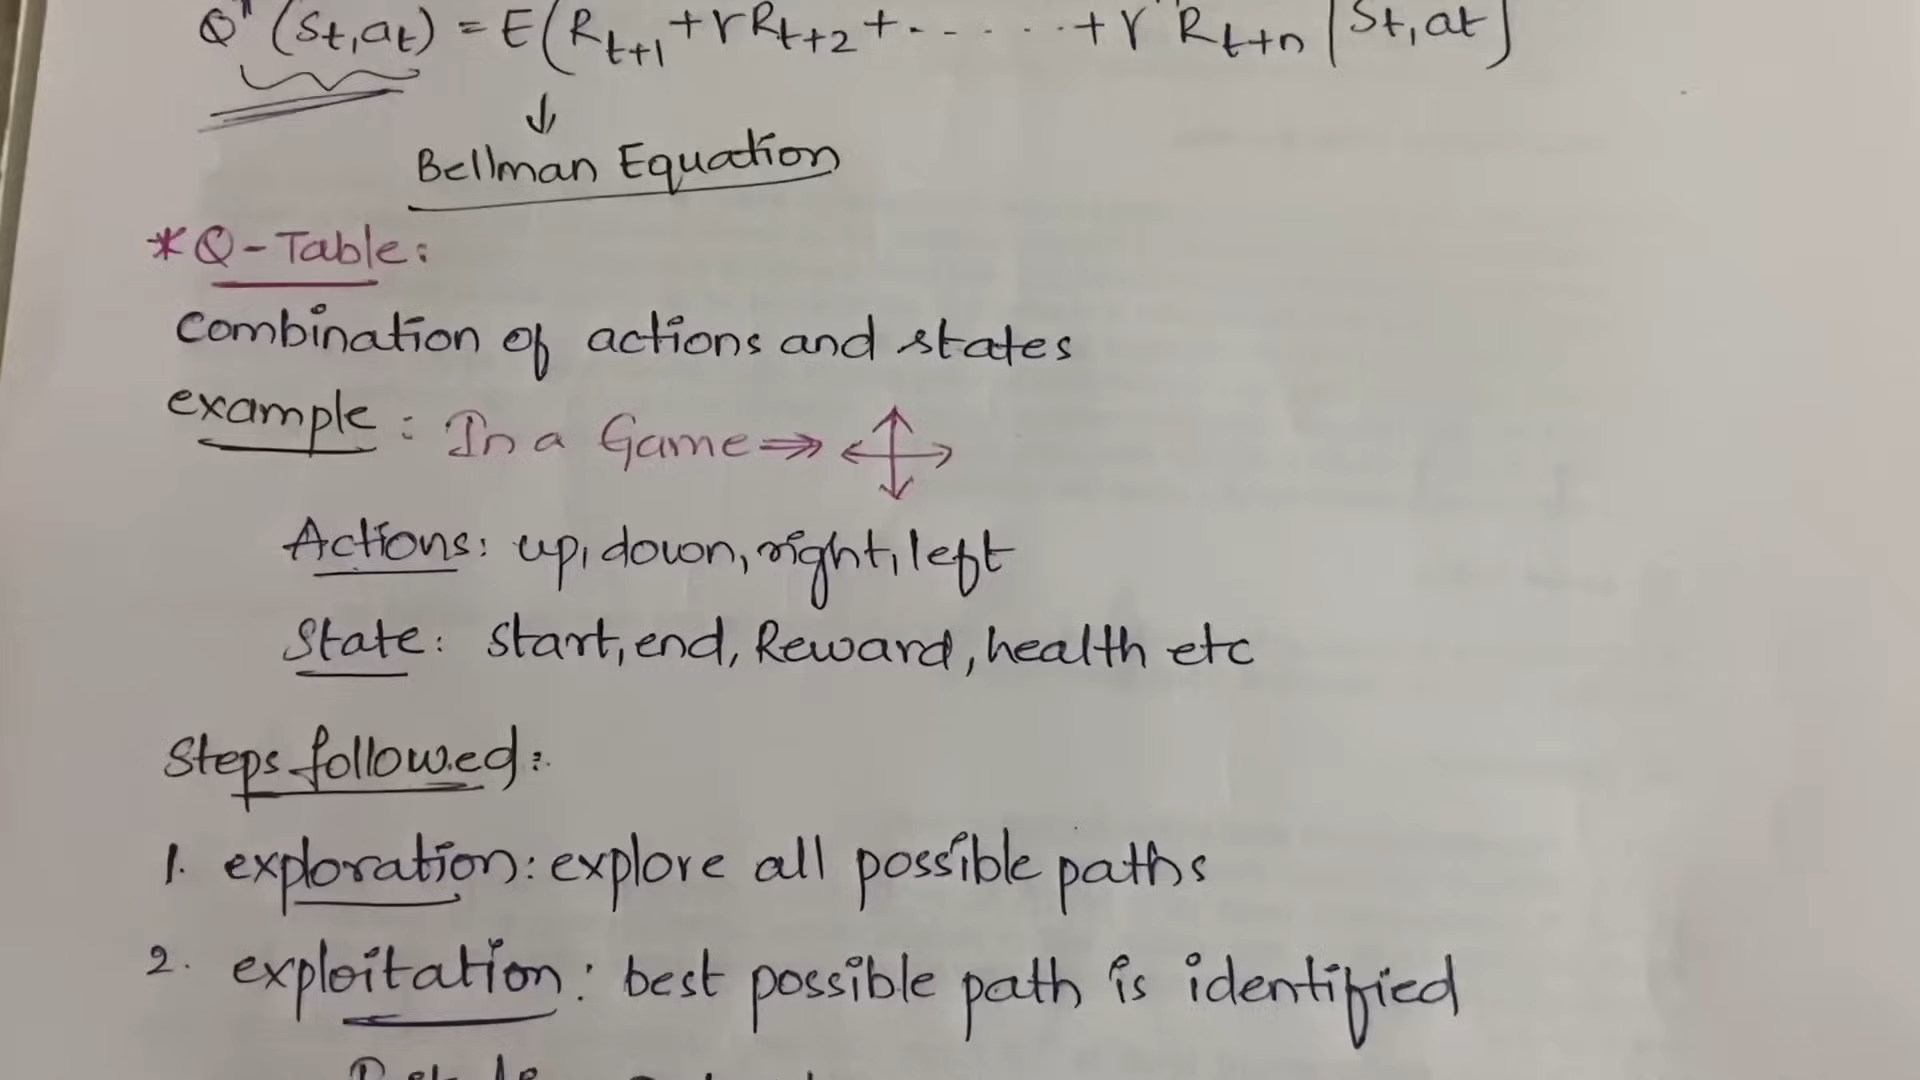 Qπ(St,at) = E(Rt+1 + rRt+2 + - - - - - + r Rt+n | St,at]
Bellman Equation
* Q-Table:
Combination of actions and states
example: In a Game ⇒
Actions: up, down, right, left
State: start, end, Reward, health etc
Steps followed:
1. exploration: explore all possible paths
2. exploitation: best possible path is identified